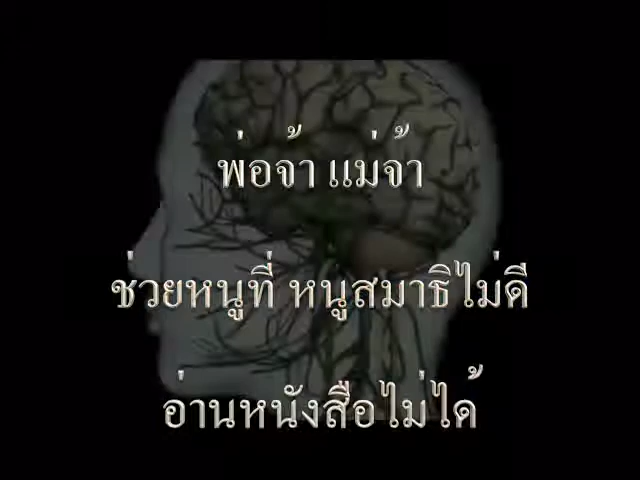 พ่อจ้า แม่จ้า
ช่วยหนูที่ หนูสมาธิไม่ดี
อ่านหนังสือไม่ได้